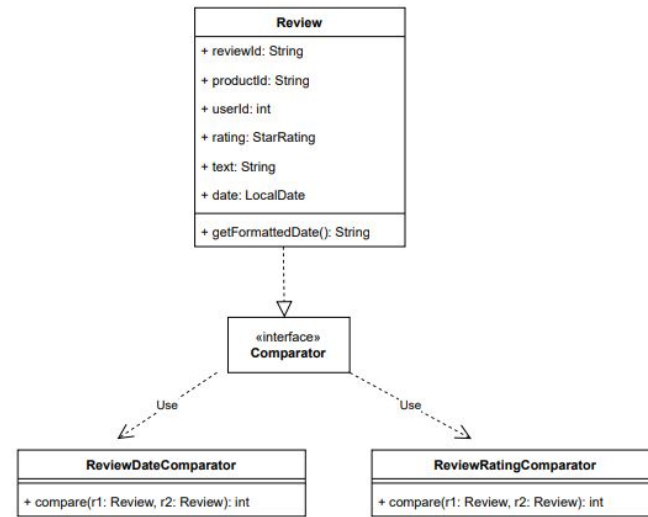 Review
+ reviewId: String
+ productId: String
+ userId: int
+ rating: StarRating
+ text: String
+ date: LocalDate
+ getFormattedDate(): String
«interface»
Comparator
Use
Use
ReviewDateComparator
+ compare(r1: Review, r2: Review): int
ReviewRatingComparator
+ compare(r1: Review, r2: Review): int